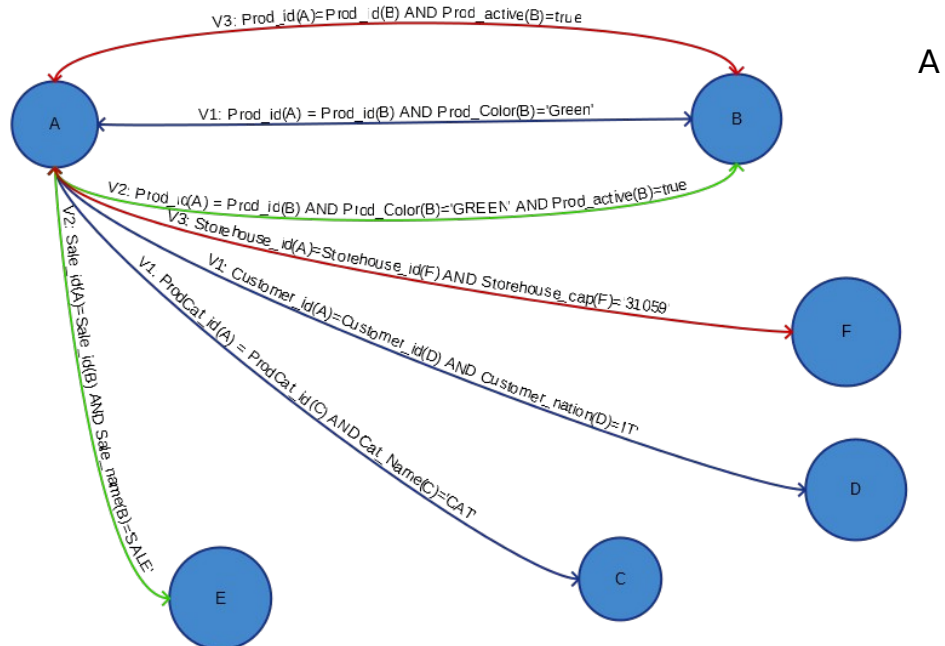 V3: Prod_id(A)=Prod_id(B) AND Prod_active(B)=true
A
A
V1: Prod_id(A) = Prod_id(B) AND Prod_Color(B)='Green'
B
V2: Prod_id(A) = Prod_id(B) AND Prod_Color(B)='GREEN' AND Prod_active(B)=true
V3: Storehouse_id(A)=Storehouse_id(F) AND Storehouse_cap(F)='31059'
F
V1: Customer_id(A)=Customer_id(D) AND Customer_nation(D)='IT'
D
V1: ProdCat_id(A) = ProdCat_id(C) AND Cat_Name(C)='CAT'
C
V2: Sale_id(A)=Sale_id(B) AND Sale_name(B)='SALE'
E